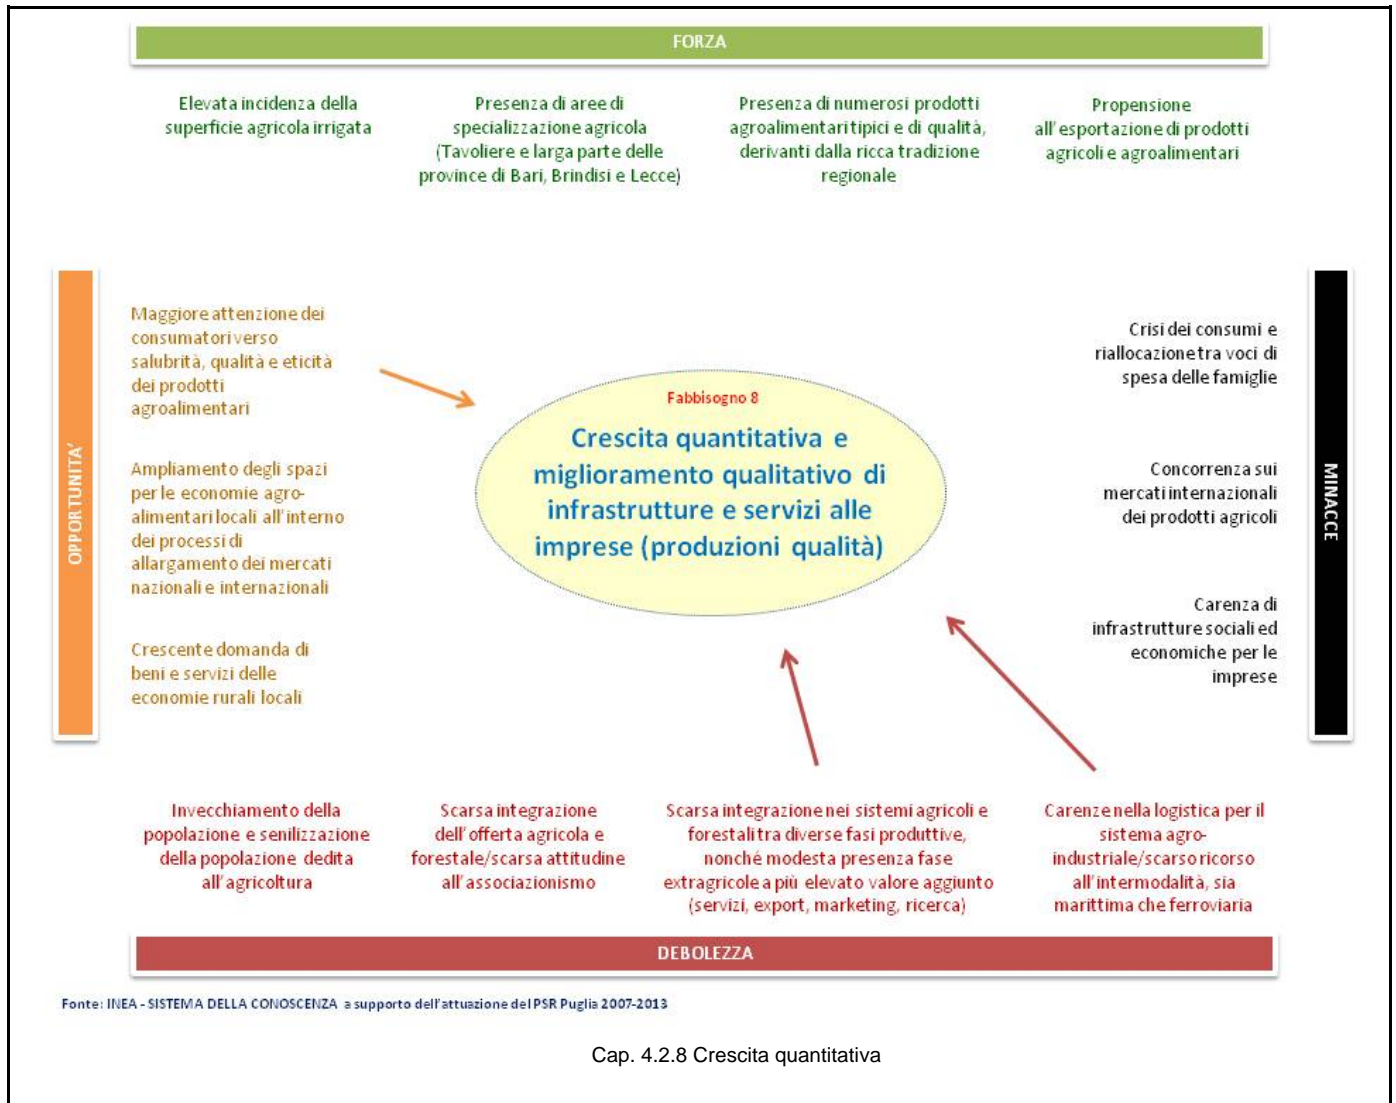 FORZA
Elevata incidenza della
superficie agricola irrigata
Presenza di aree di
specializzazione agricola
(Tavoliere e larga parte delle
province di Bari, Brindisi e Lecce)
Presenza di numerosi prodotti
agroalimentari tipici e di qualità,
derivanti dalla ricca tradizione
regionale
Propensione
all'esportazione di prodotti
agricoli e agroalimentari
OPPORTUNITA'
Maggiore attenzione dei
consumatori verso
salubrità, qualità e eticità
dei prodotti
agroalimentari
Ampliamento degli spazi
per le economie agro-
alimentari locali all'interno
dei processi di
allargamento dei mercati
nazionali e internazionali
Crescente domanda di
beni e servizi delle
economie rurali locali
Fabbisogno 8
Crescita quantitativa e
miglioramento qualitativo di
infrastrutture e servizi alle
imprese (produzioni qualità)
Crisi dei consumi e
riallocazione tra voci di
spesa delle famiglie
Concorrenza sui
mercati internazionali
dei prodotti agricoli
Carenza di
infrastrutture sociali ed
economiche per le
imprese
MINACCE
Invecchiamento della
popolazione e senilizzazione
della popolazione dedita
all'agricoltura
Scarsa integrazione
dell'offerta agricola e
forestale/scarsa attitudine
all'associazionismo
Scarsa integrazione nei sistemi agricoli e
forestali tra diverse fasi produttive,
nonché modesta presenza fase
extragricole a più elevato valore aggiunto
(servizi, export, marketing, ricerca)
Carenze nella logistica per il
sistema agro-
industriale/scarso ricorso
all'intermodalità, sia
marittima che ferroviaria
DEBOLEZZA
Fonte: INEA - SISTEMA DELLA CONOSCENZA a supporto dell'attuazione del PSR Puglia 2007-2013
Cap. 4.2.8 Crescita quantitativa